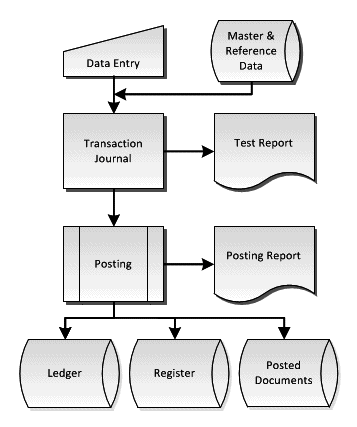 Data Entry
Master &
Reference
Data
Transaction
Journal
Test Report
Posting
Posting Report
Ledger
Register
Posted
Documents